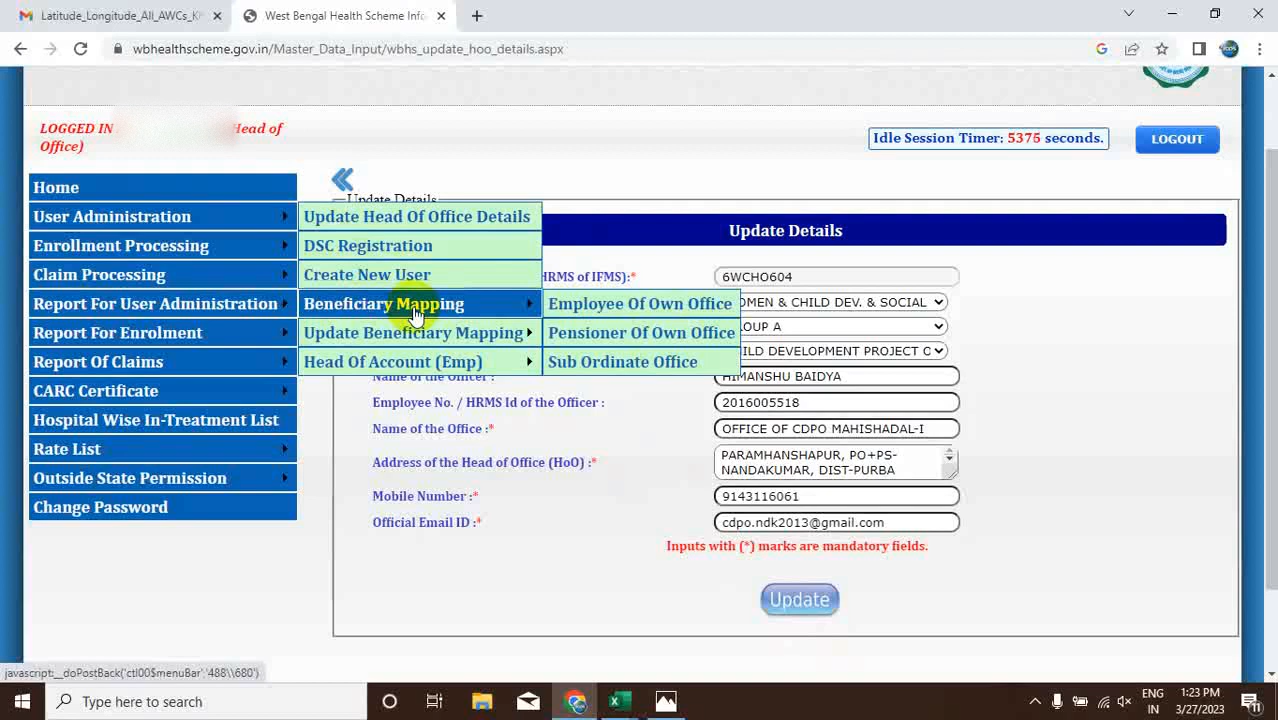 Latitude_Longitude_All_AWCs_K
West Bengal Health Scheme Info
wbhealthscheme.gov.in/Master_Data_Input/wbhs_update_hoo_details.aspx
LOGGED IN Head of
Office)
Idle Session Timer: 5375 seconds.
LOGOUT
Home
User Administration
Enrollment Processing
Claim Processing
Report For User Administration
Report For Enrolment
Report Of Claims
CARC Certificate
Hospital Wise In-Treatment List
Rate List
Outside State Permission
Change Password
Update Head Of Office Details
DSC Registration
Create New User
Beneficiary Mapping
Update Beneficiary Mapping
Head Of Account (Emp)
Employee Of Own Office
Pensioner Of Own Office
Sub Ordinate Office
Update Details
Update Details
HRMS of IFMS):*
6WCHO604
OMEN & CHILD DEV. & SOCIAL
OUP A
ILD DEVELOPMENT PROJECT O
Name of the Officer :*
HIMANSHU BAIDYA
Employee No. / HRMS Id of the Officer :
2016005518
Name of the Office :*
OFFICE OF CDPO MAHISHADAL-I
Address of the Head of Office (HoO) :*
PARAMHANSHAPUR, PO+PS-
NANDAKUMAR, DIST-PURBA
Mobile Number :*
9143116061
Official Email ID :*
cdpo.ndk2013@gmail.com
Inputs with (*) marks are mandatory fields.
Update
javascript:__doPostBack('ctl00$menuBar','488\\680')
Type here to search
ENG
IN
1:23 PM
3/27/2023
11